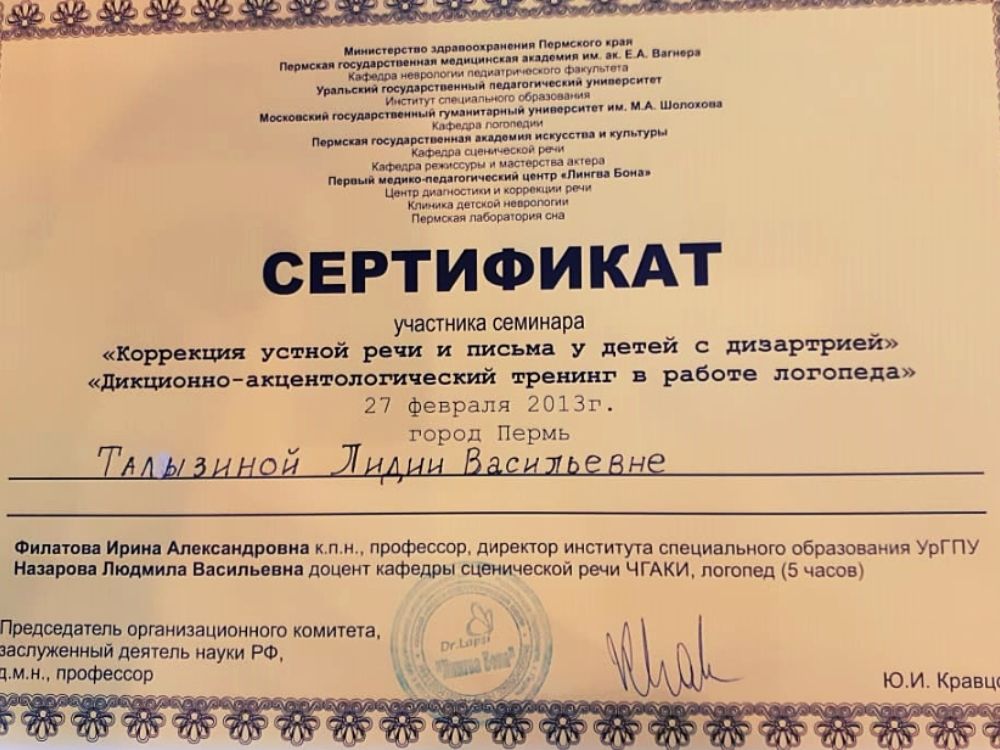 Министерство здравоохранения Пермского края
Пермская государственная медицинская академия им. ак. Е.А. Вагнера
Кафедра неврологии педиатрического факультета
Уральский государственный педагогический университет
Институт специального образования
Московский государственный гуманитарный университет им. М.А. Шолохова
Кафедра логопедии
Пермская государственная академия искусства и культуры
Кафедра сценической речи
Кафедра режиссуры и мастерства актера
Первый медико-педагогический центр «Лингва Бона»
Центр диагностики и коррекции речи
Клиника детской неврологии
Пермская лаборатория сна
СЕРТИФИКАТ
участника семинара
«Коррекция устной речи и письма у детей с дизартрией»
«Дикционно-акцентологический тренинг в работе логопеда»
27 февраля 2013г.
город Пермь
Талызиной Лидии Васильевне
Филатова Ирина Александровна к.п.н., профессор, директор института специального образования УрГПУ
Назарова Людмила Васильевна доцент кафедры сценической речи ЧГАКИ, логопед (5 часов)
Председатель организационного комитета,
заслуженный деятель науки РФ,
д.м.н., профессор
Dr.Lapsi
"Лингва Бона"
Ю.И. Кравцо